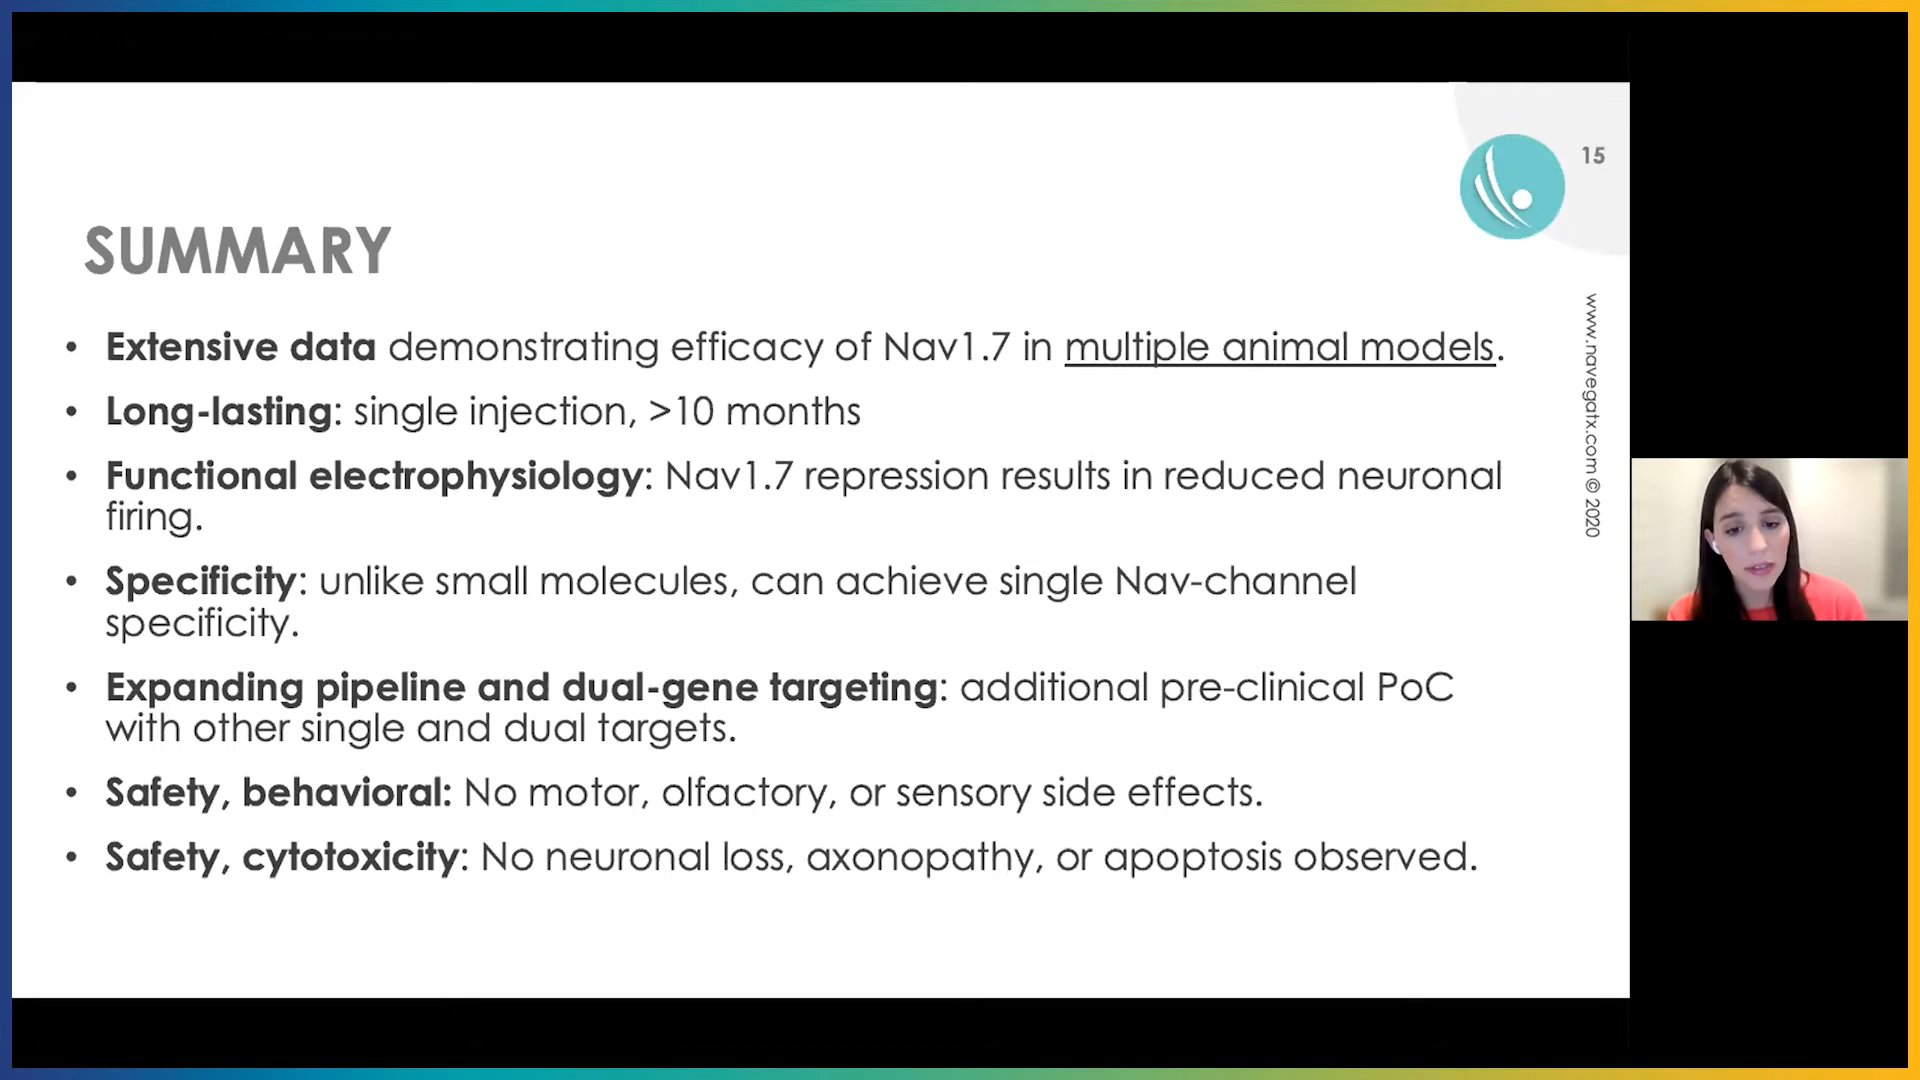 15
SUMMARY
• Extensive data demonstrating efficacy of Nav1.7 in multiple animal models.
• Long-lasting: single injection, >10 months
• Functional electrophysiology: Nav1.7 repression results in reduced neuronal
firing.
• Specificity: unlike small molecules, can achieve single Nav-channel
specificity.
• Expanding pipeline and dual-gene targeting: additional pre-clinical PoC
with other single and dual targets.
• Safety, behavioral: No motor, olfactory, or sensory side effects.
• Safety, cytotoxicity: No neuronal loss, axonopathy, or apoptosis observed.
www.navegatx.com © 2020